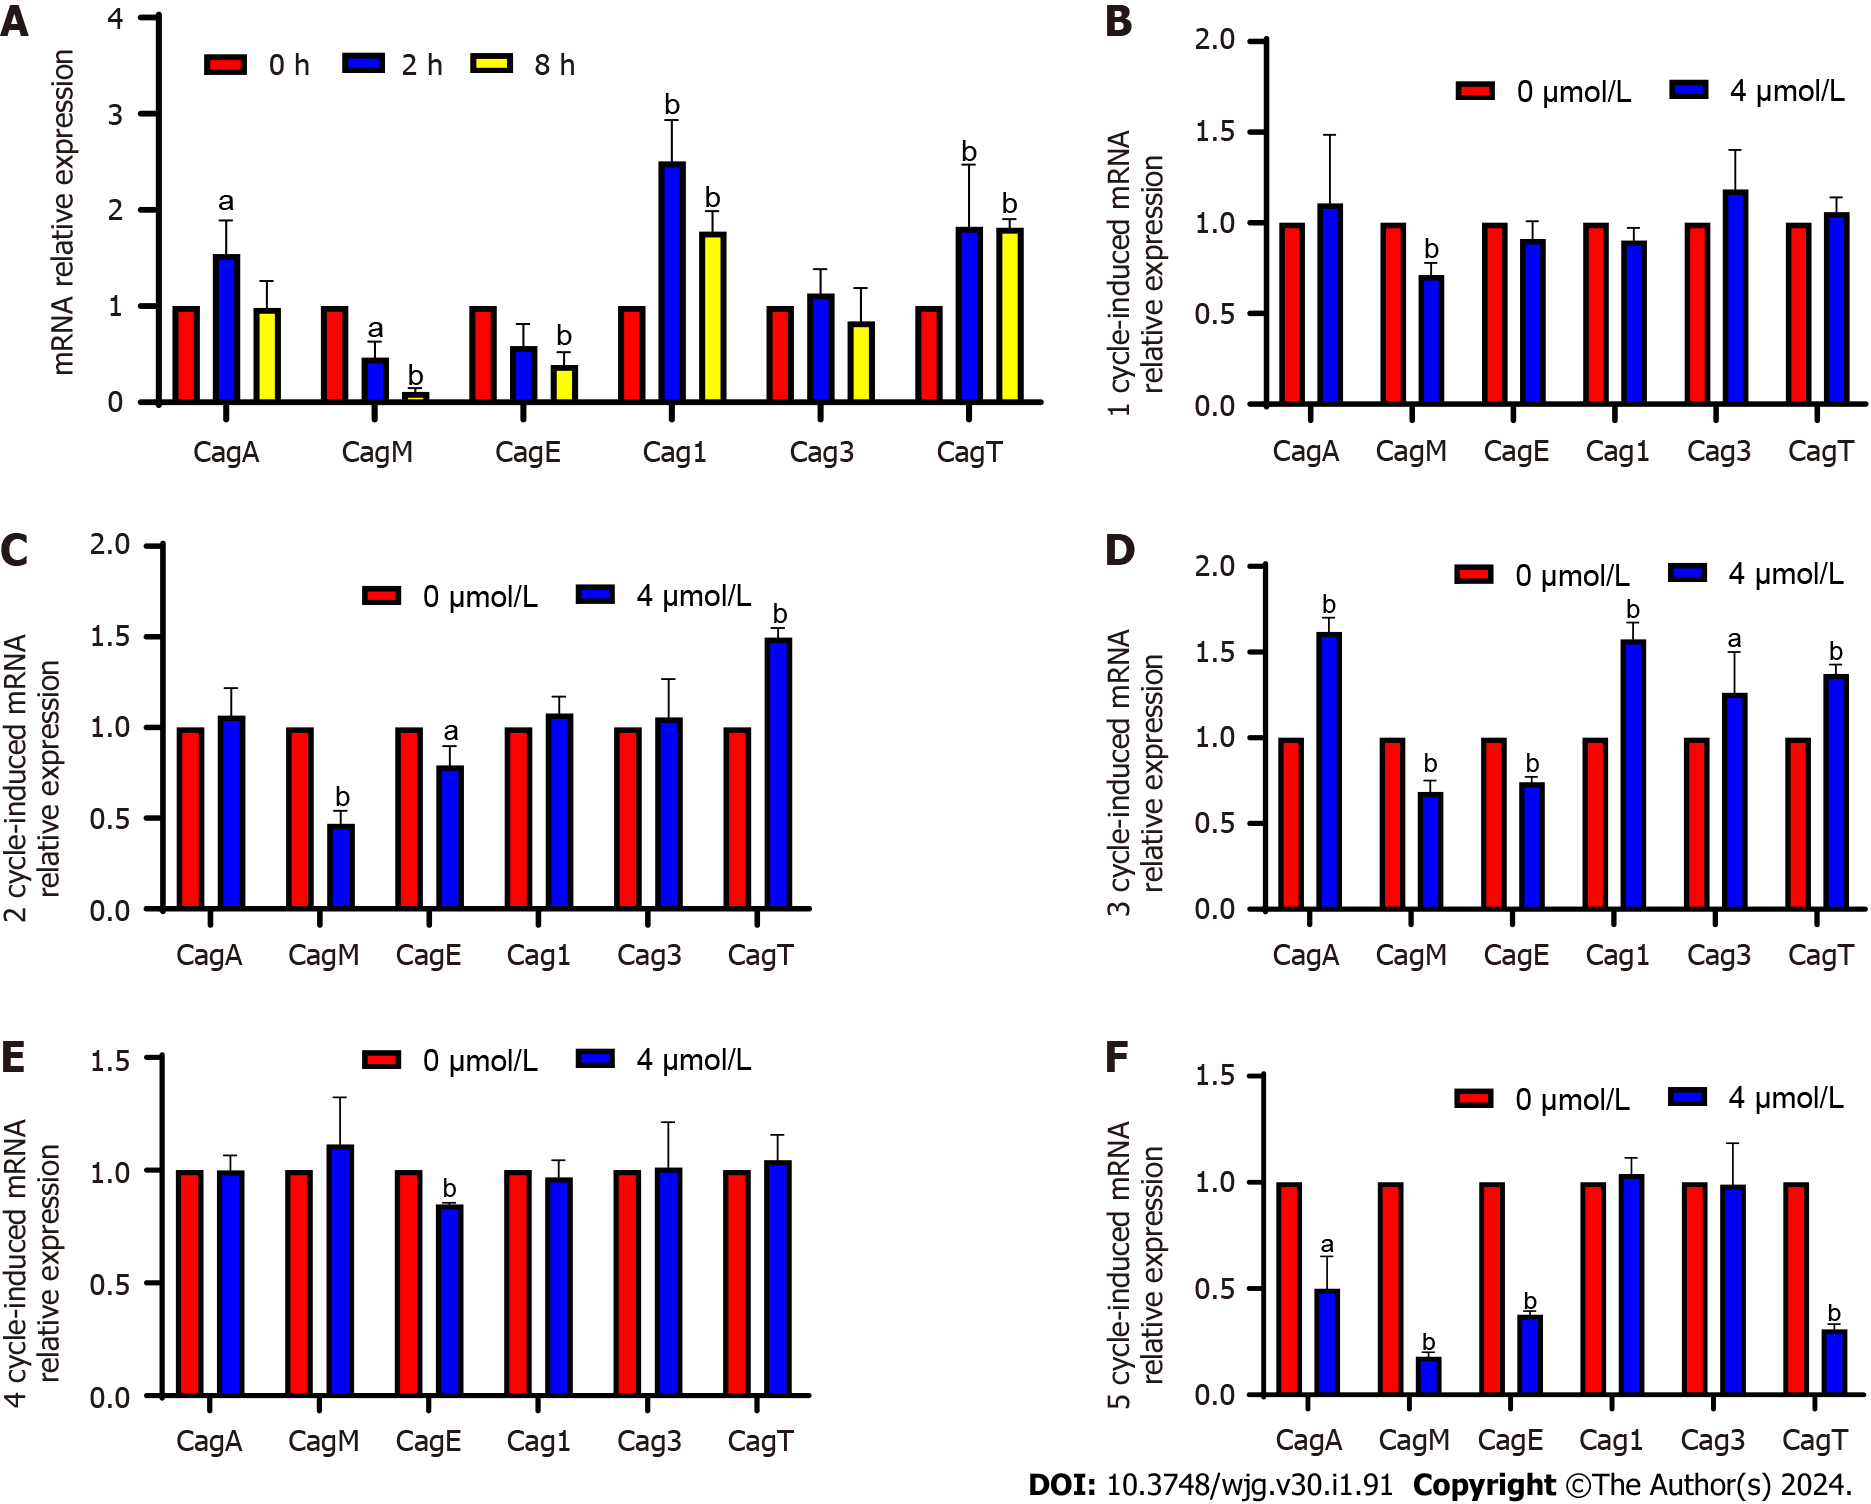 A
mRNA relative expression
4
3
2
1
0
0 h
2 h
8 h
a
a
b
b
b
b
b
b
CagA
CagM
CagE
Cag1
Cag3
CagT
B
1 cycle-induced mRNA
relative expression
2.0
1.5
1.0
0.5
0.0
0 µmol/L
4 µmol/L
b
CagA
CagM
CagE
Cag1
Cag3
CagT
C
2 cycle-induced mRNA
relative expression
2.0
1.5
1.0
0.5
0.0
0 µmol/L
4 µmol/L
b
a
b
CagA
CagM
CagE
Cag1
Cag3
CagT
D
3 cycle-induced mRNA
relative expression
2.0
1.5
1.0
0.5
0.0
0 µmol/L
4 µmol/L
b
b
b
b
a
b
CagA
CagM
CagE
Cag1
Cag3
CagT
E
4 cycle-induced mRNA
relative expression
1.5
1.0
0.5
0.0
0 µmol/L
4 µmol/L
b
CagA
CagM
CagE
Cag1
Cag3
CagT
F
5 cycle-induced mRNA
relative expression
1.5
1.0
0.5
0.0
0 µmol/L
4 µmol/L
a
b
b
b
CagA
CagM
CagE
Cag1
Cag3
CagT
DOI: 10.3748/wjg.v30.i1.91 Copyright ©The Author(s) 2024.